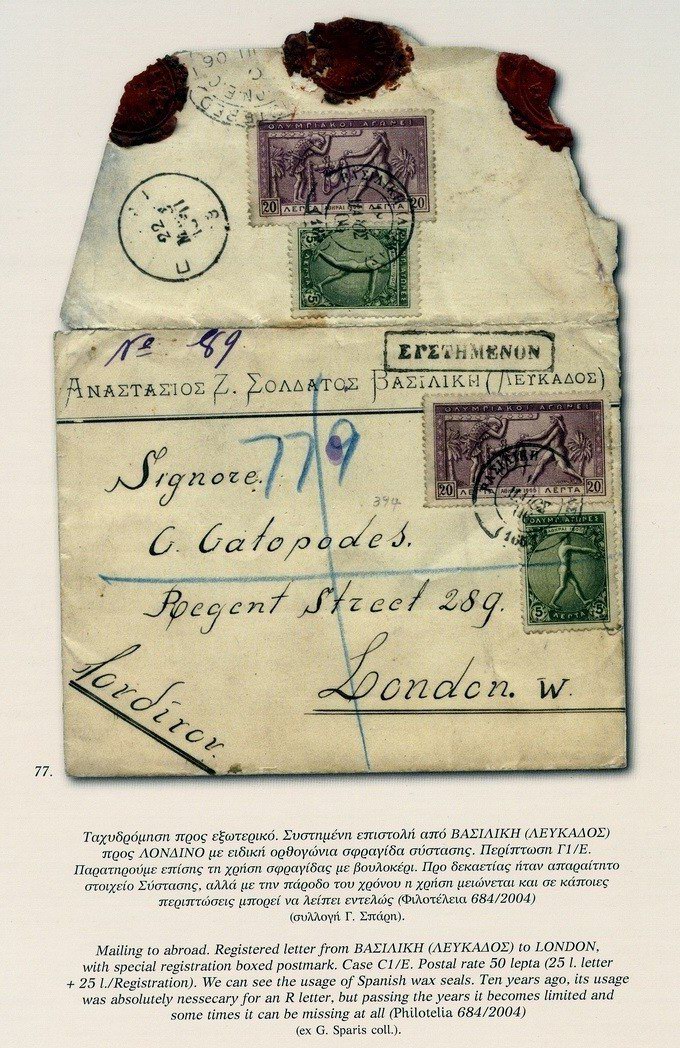 ΟΛΥΜΠΙΑΚΟΙ ΑΓΩΝΕΣ
20 ΛΕΠΤΑ 20
5
22
No 89
ΣΥΣΤΗΜΕΝΟΝ
ΑΝΑΣΤΑΣΙΟΣ Ζ. ΣΟΛΔΑΤΟΣ ΒΑΣΙΛΙΚΗ (ΛΕΥΚΑΔΟΣ)
ΟΛΥΜΠΙΑΚΟΙ ΑΓΩΝΕΣ
20 ΛΕΠΤΑ 20
779
Signore.
394
C. Catopodes.
5 ΛΕΠΤΑ 5
Regent Street 289.
London. W.
Λονδίνον.
77.
Ταχυδρόμηση προς εξωτερικό. Συστημένη επιστολή από ΒΑΣΙΛΙΚΗ (ΛΕΥΚΑΔΟΣ)
προς ΛΟΝΔΙΝΟ με ειδική ορθογώνια σφραγίδα σύστασης. Περίπτωση Γ1/Ε.
Παρατηρούμε επίσης τη χρήση σφραγίδας με βουλοκέρι. Προ δεκαετίας ήταν απαραίτητο
στοιχείο Σύστασης, αλλά με την πάροδο του χρόνου η χρήση μειώνεται και σε κάποιες
περιπτώσεις μπορεί να λείπει εντελώς (Φιλοτέλεια 684/2004)
(συλλογή Γ. Σπάρη).
Mailing to abroad. Registered letter from ΒΑΣΙΛΙΚΗ (ΛΕΥΚΑΔΟΣ) to LONDON,
with special registration boxed postmark. Case C1/E. Postal rate 50 lepta (25 l. letter
+ 25 l./Registration). We can see the usage of Spanish wax seals. Ten years ago, its usage
was absolutely nessecary for an R letter, but passing the years it becomes limited and
some times it can be missing at all (Philotelia 684/2004)
(ex G. Sparis coll.).